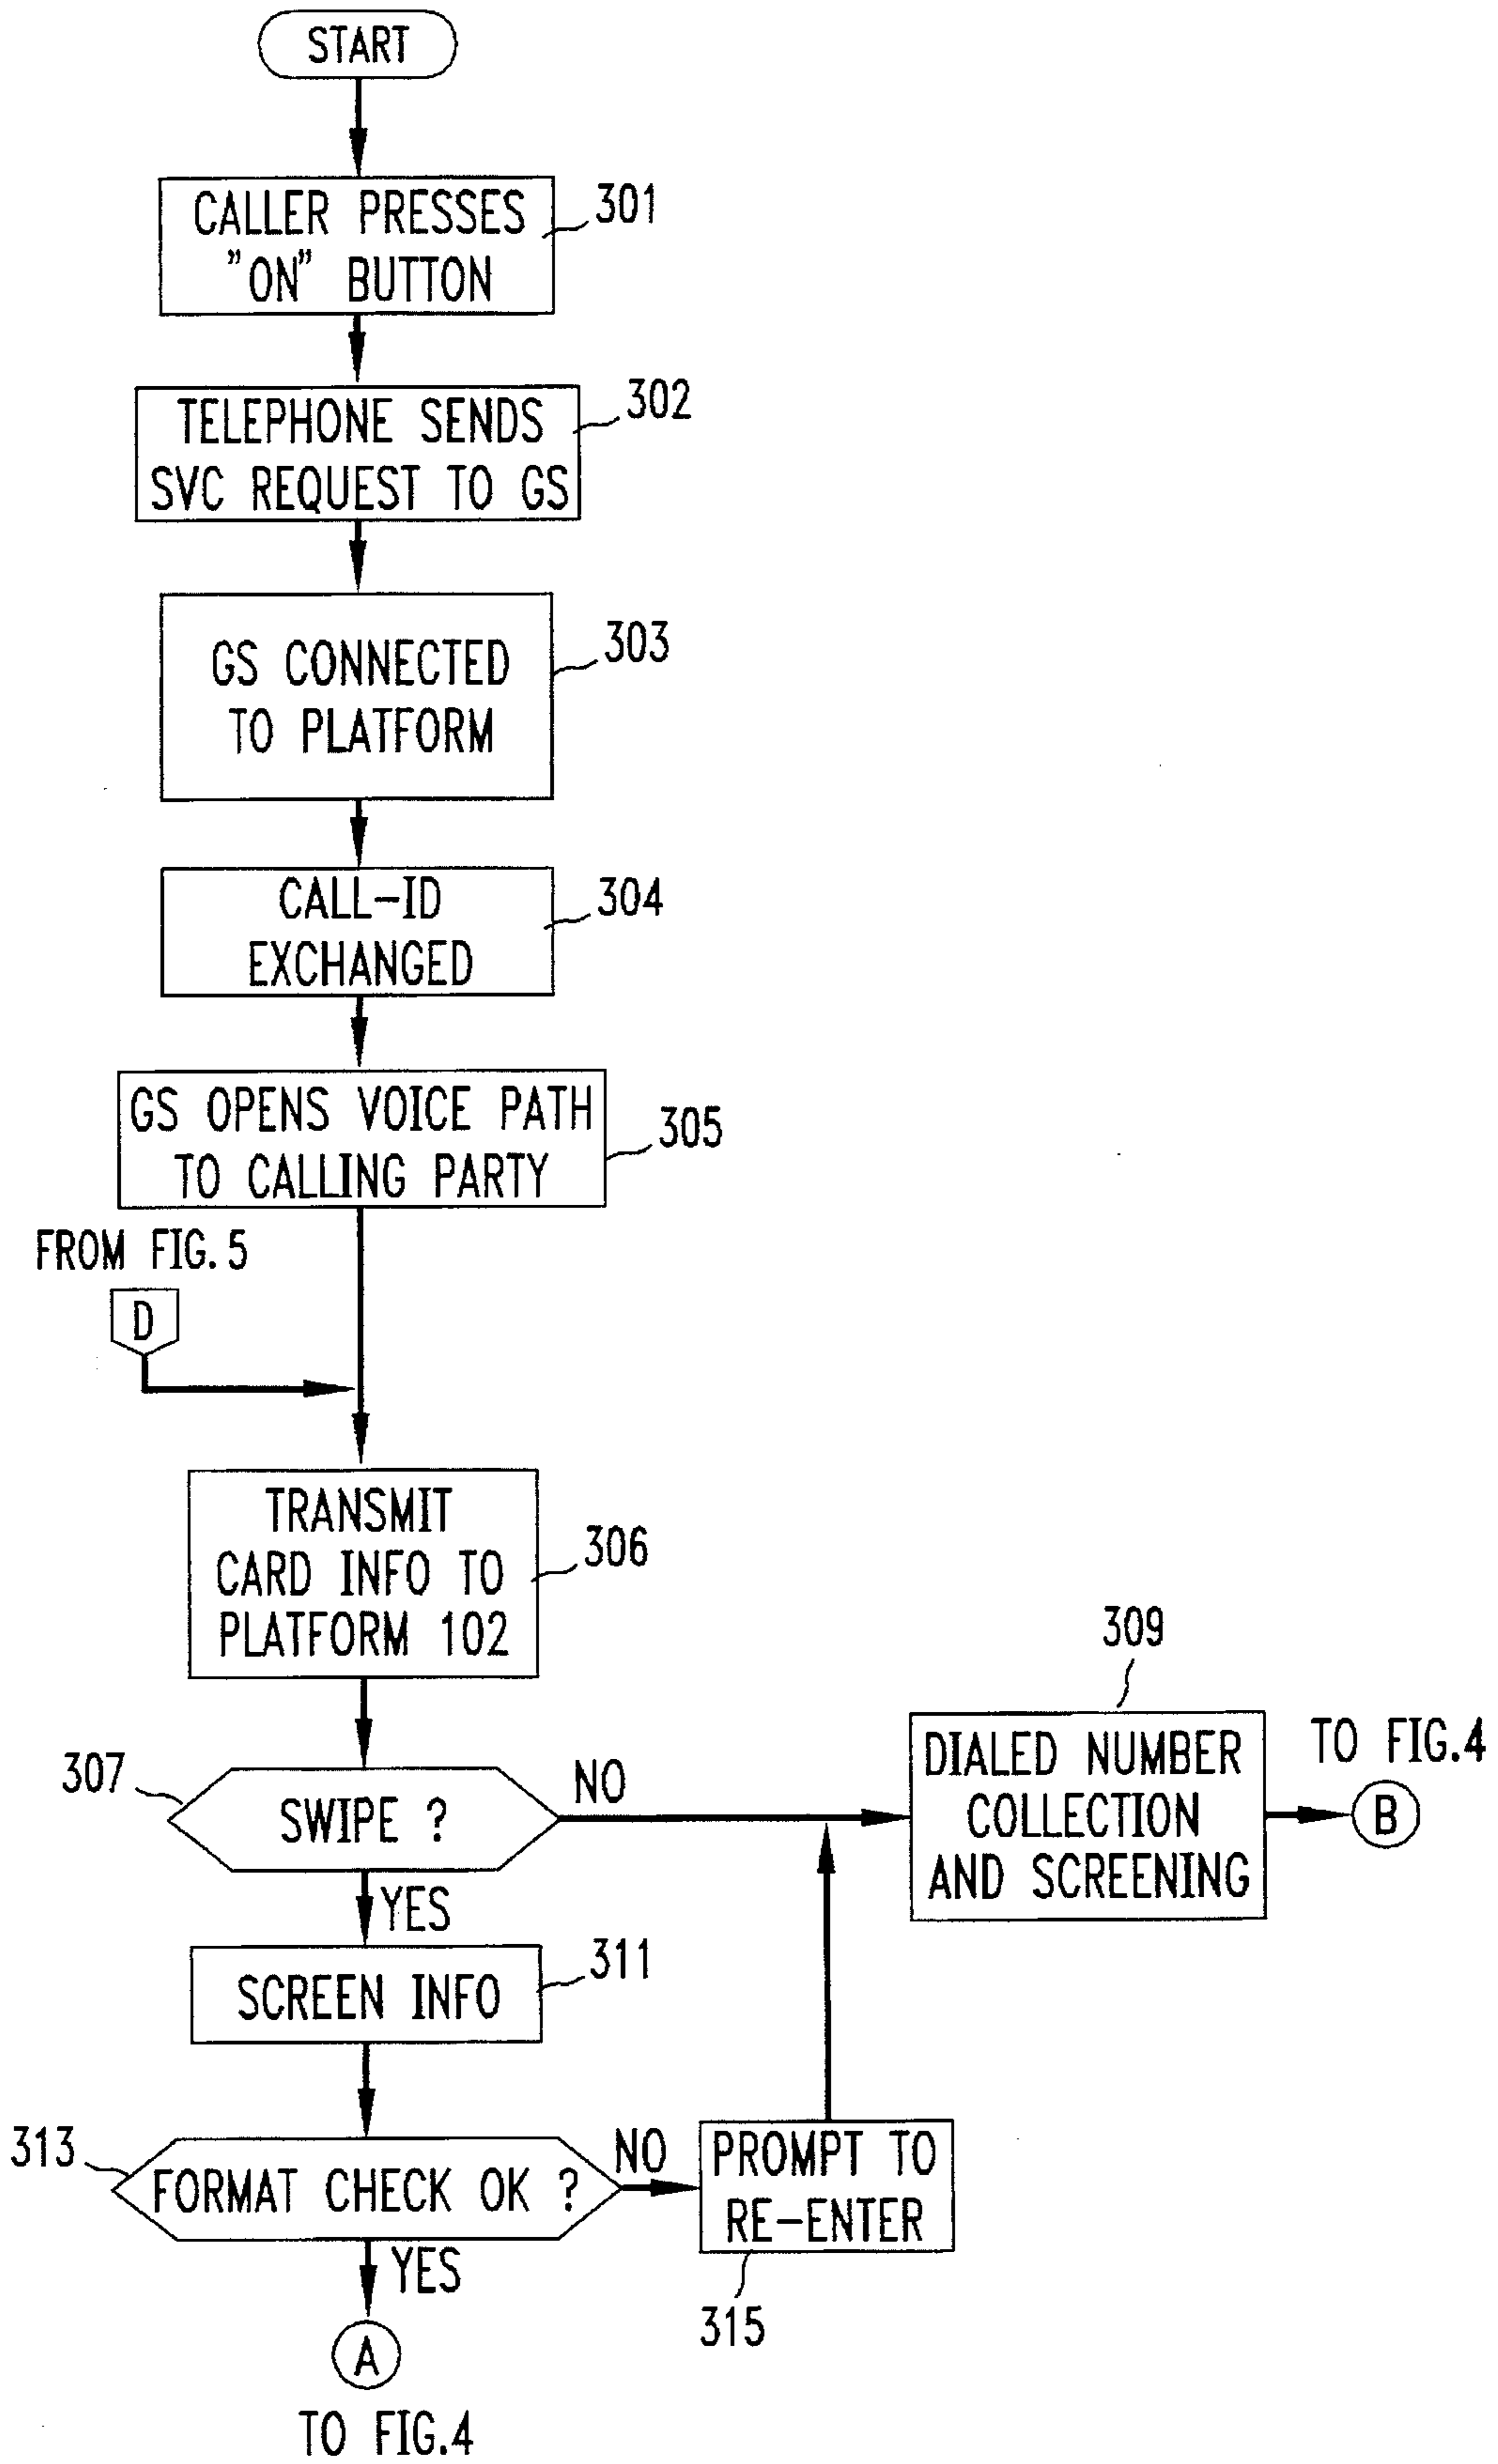 START
CALLER PRESSES
"ON" BUTTON
301
TELEPHONE SENDS
SVC REQUEST TO GS
302
GS CONNECTED
TO PLATFORM
303
CALL-ID
EXCHANGED
304
GS OPENS VOICE PATH
TO CALLING PARTY
305
FROM FIG. 5
D
TRANSMIT
CARD INFO TO
PLATFORM 102
306
307
SWIPE ?
NO
YES
309
DIALED NUMBER
COLLECTION
AND SCREENING
TO FIG.4
B
SCREEN INFO
311
313
FORMAT CHECK OK ?
NO
YES
PROMPT TO
RE-ENTER
315
A
TO FIG.4